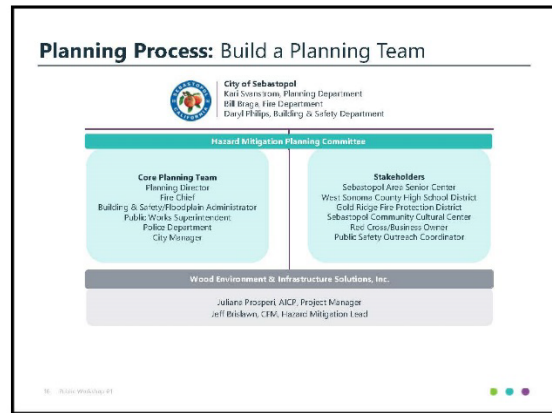 Planning Process: Build a Planning Team
City of Sebastopol
Kari Svanstrom, Planning Department
Bill Braga, Fire Department
Daryl Philips, Building & Safety Department
Hazard Mitigation Planning Committee
Core Planning Team
Planning Director
Fire Chief
Building & Safety/Floodplain Administrator
Public Works Superintendent
Police Department
City Manager
Stakeholders
Sebastopol Area Senior Center
West Sonoma County High School District
Gold Ridge Fire Protection District
Sebastopol Community Cultural Center
Red Cross/Business Owner
Public Safety Outreach Coordinator
Wood Environment & Infrastructure Solutions, Inc.
Juliana Prosperi, AICP, Project Manager
Jeff Brislawn, CFM, Hazard Mitigation Lead
Workshop #1